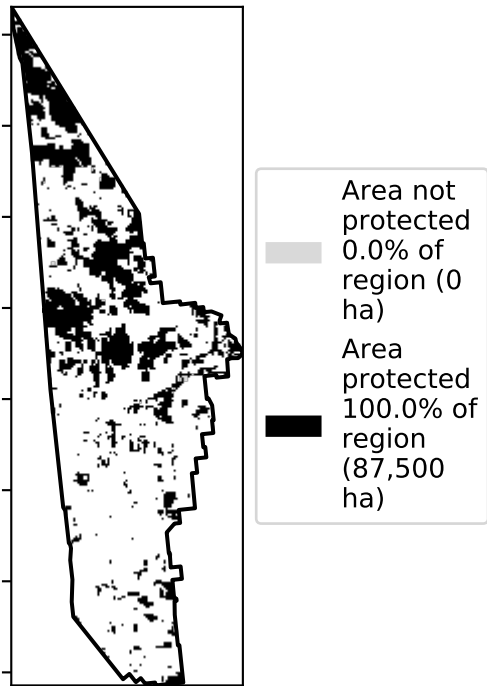 Area not
protected
0.0% of
region (0
ha)
Area
protected
100.0% of
region
(87,500
ha)